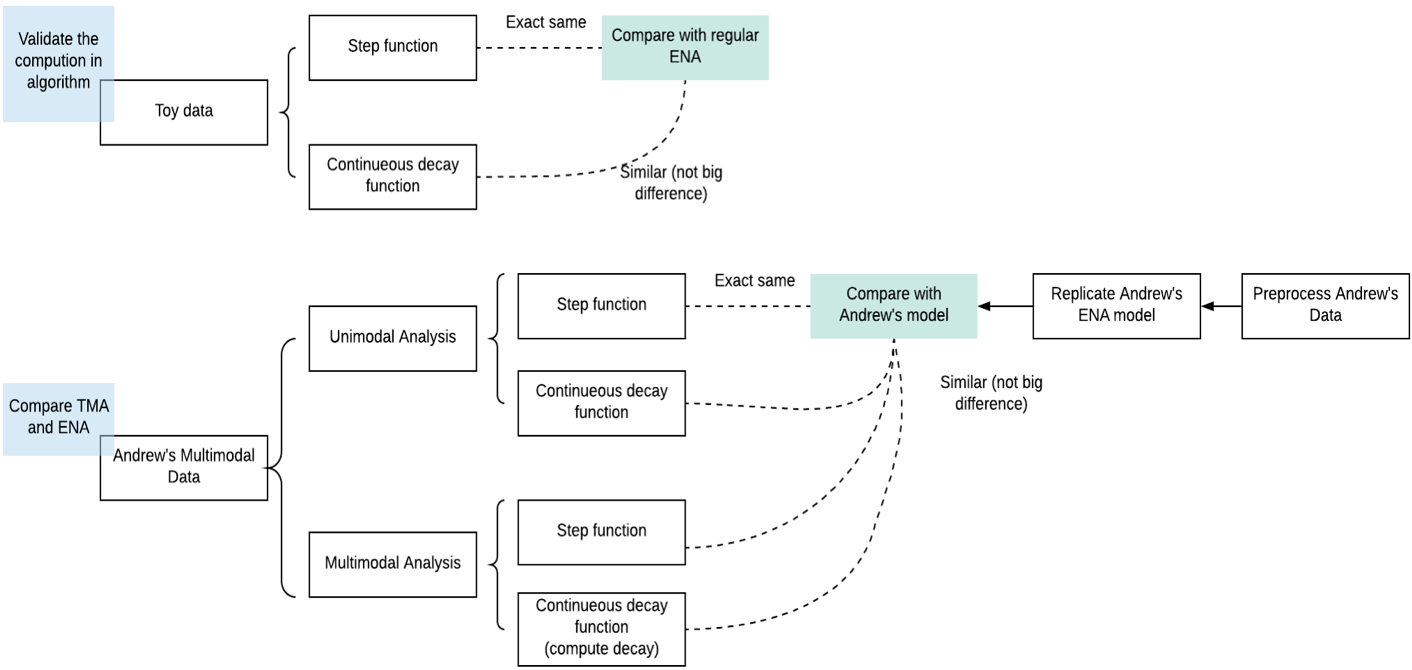 Validate the
compution in
algorithm
Toy data
Step function
Exact same
Compare with regular
ENA
Continueous decay
function
Similar (not big
difference)
Compare TMA
and ENA
Andrew's Multimodal
Data
Unimodal Analysis
Step function
Exact same
Compare with
Andrew's model
Replicate Andrew's
ENA model
Preprocess Andrew's
Data
Continueous decay
function
Similar (not big
difference)
Multimodal Analysis
Step function
Continueous decay
function
(compute decay)